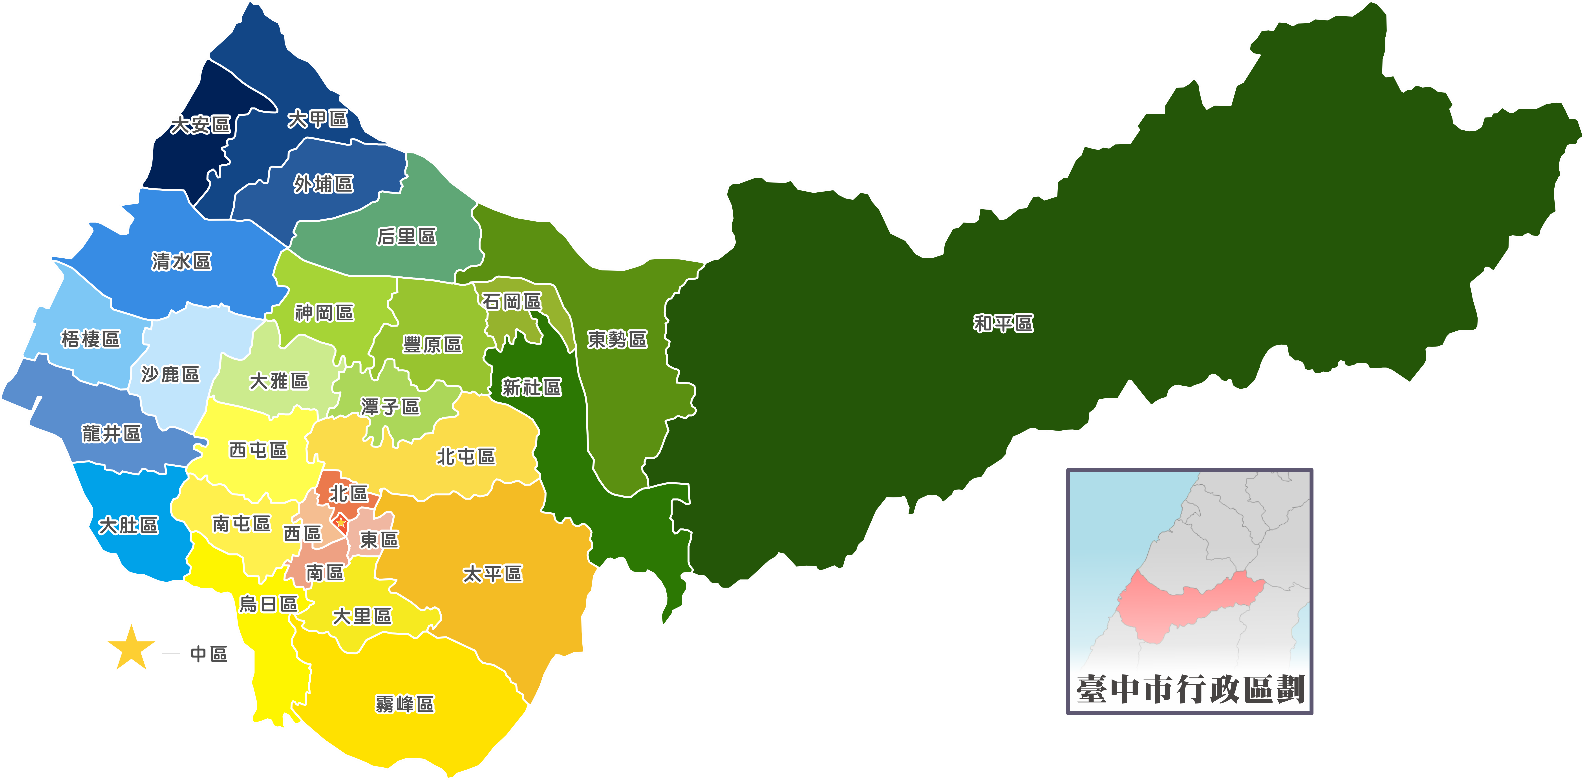 大安區
大甲區
外埔區
后里區
清水區
神岡區
石岡區
豐原區
東勢區
和平區
梧棲區
沙鹿區
大雅區
潭子區
新社區
龍井區
西屯區
北屯區
大肚區
南屯區
北區
西區
東區
南區
太平區
烏日區
大里區
中區
霧峰區
臺中市行政區劃